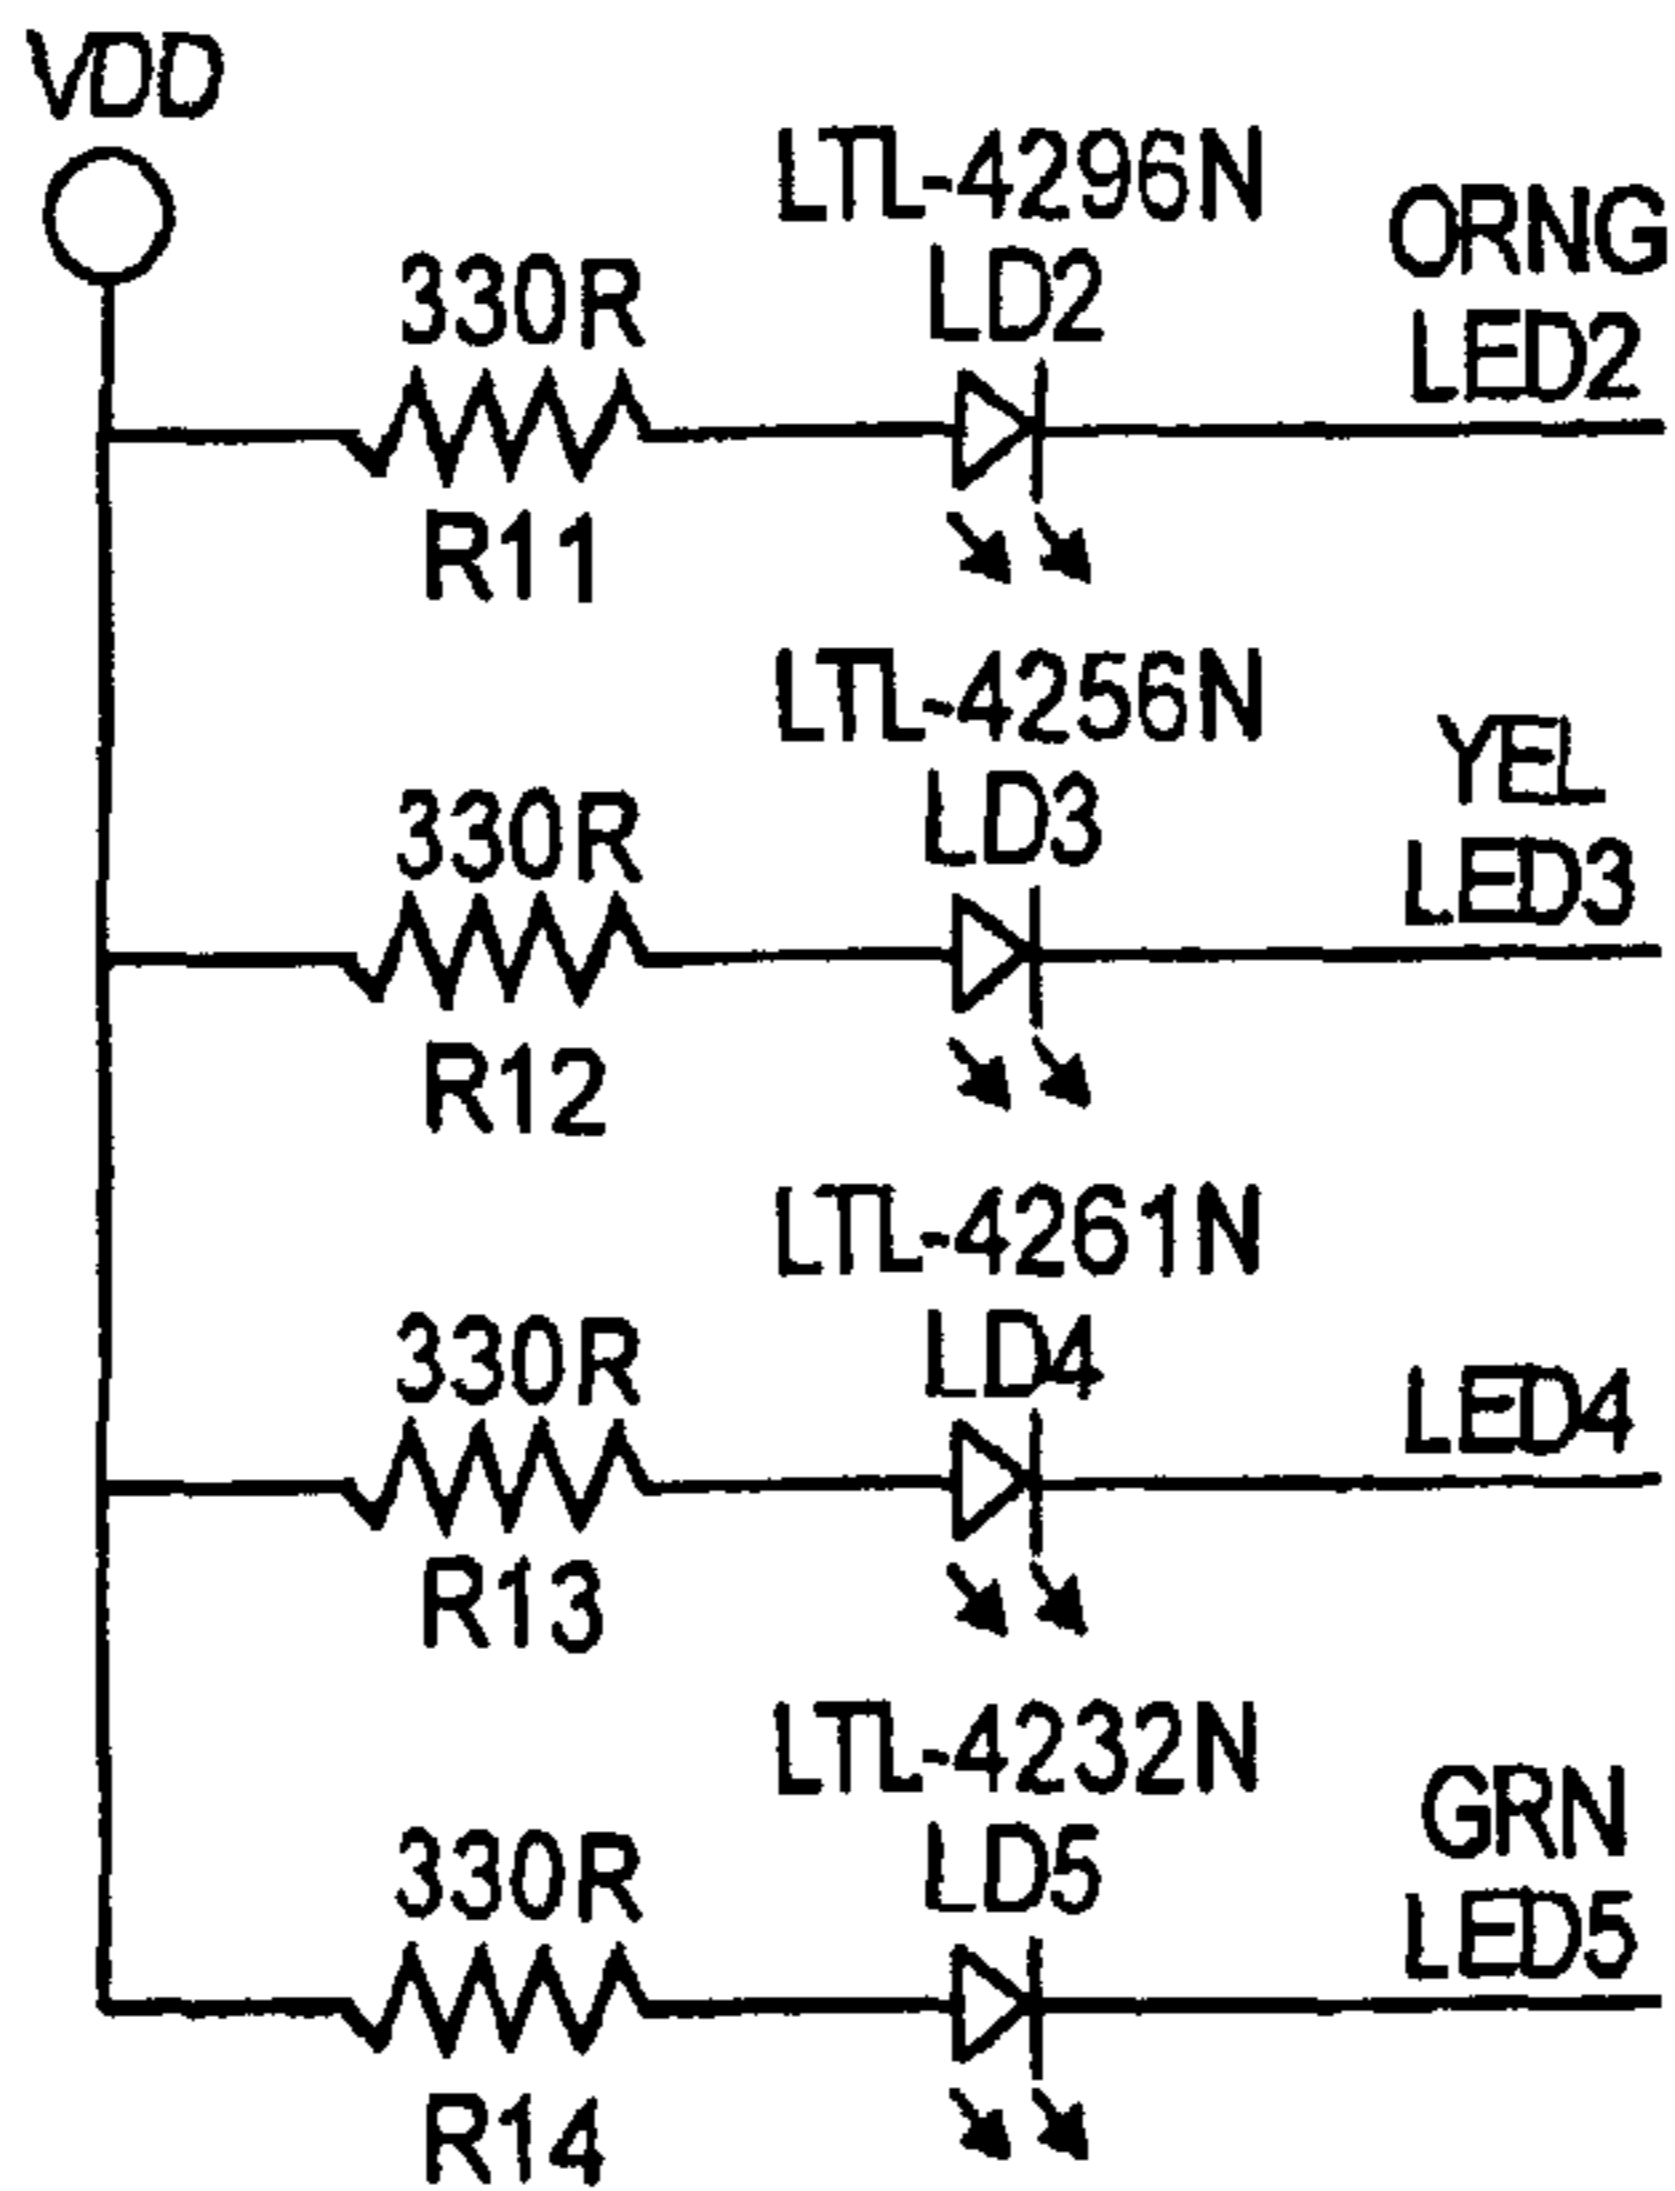 VDD
LTL-4296N
ORNG
330R
LD2
LED2
R11
LTL-4256N
YEL
330R
LD3
LED3
R12
LTL-4261N
330R
LD4
LED4
R13
LTL-4232N
GRN
330R
LD5
LED5
R14